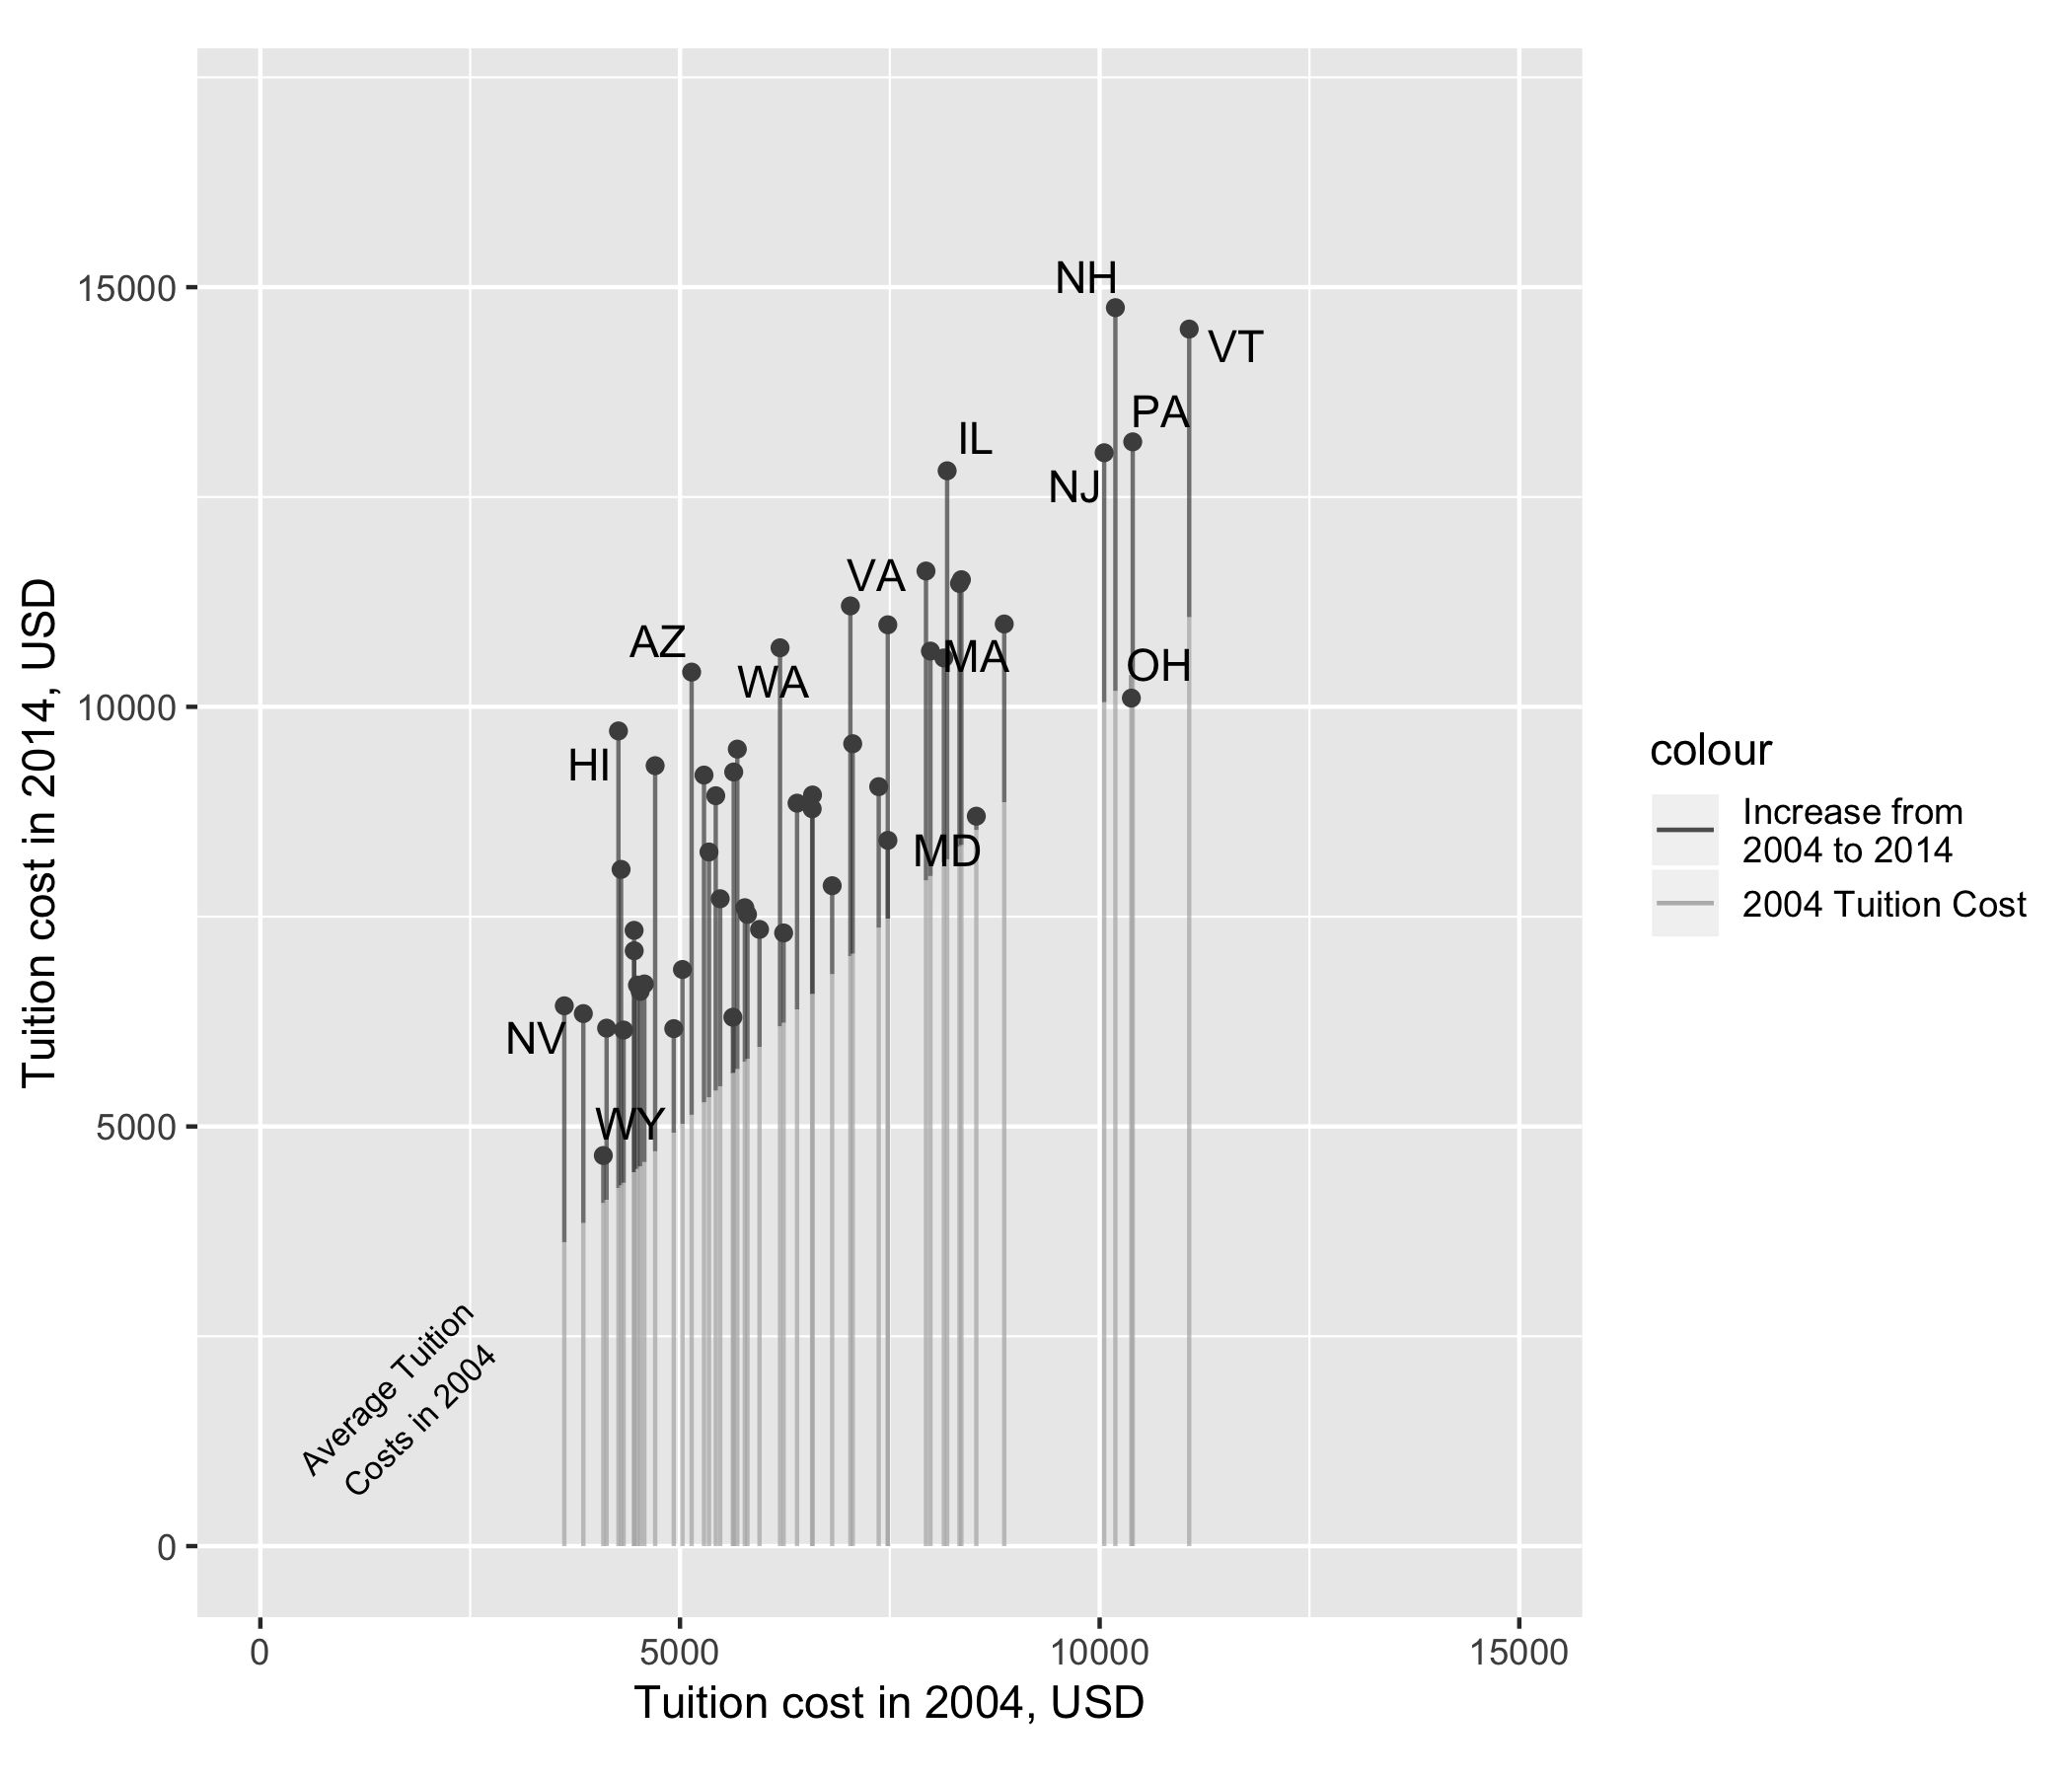 NH
VT
PA
IL
NJ
VA
AZ
MA
OH
WA
HI
MD
NV
WY
Average Tuition
Costs in 2004
15000
10000
5000
0
0
5000
10000
15000
Tuition cost in 2004, USD
Tuition cost in 2014, USD
colour
Increase from
2004 to 2014
2004 Tuition Cost